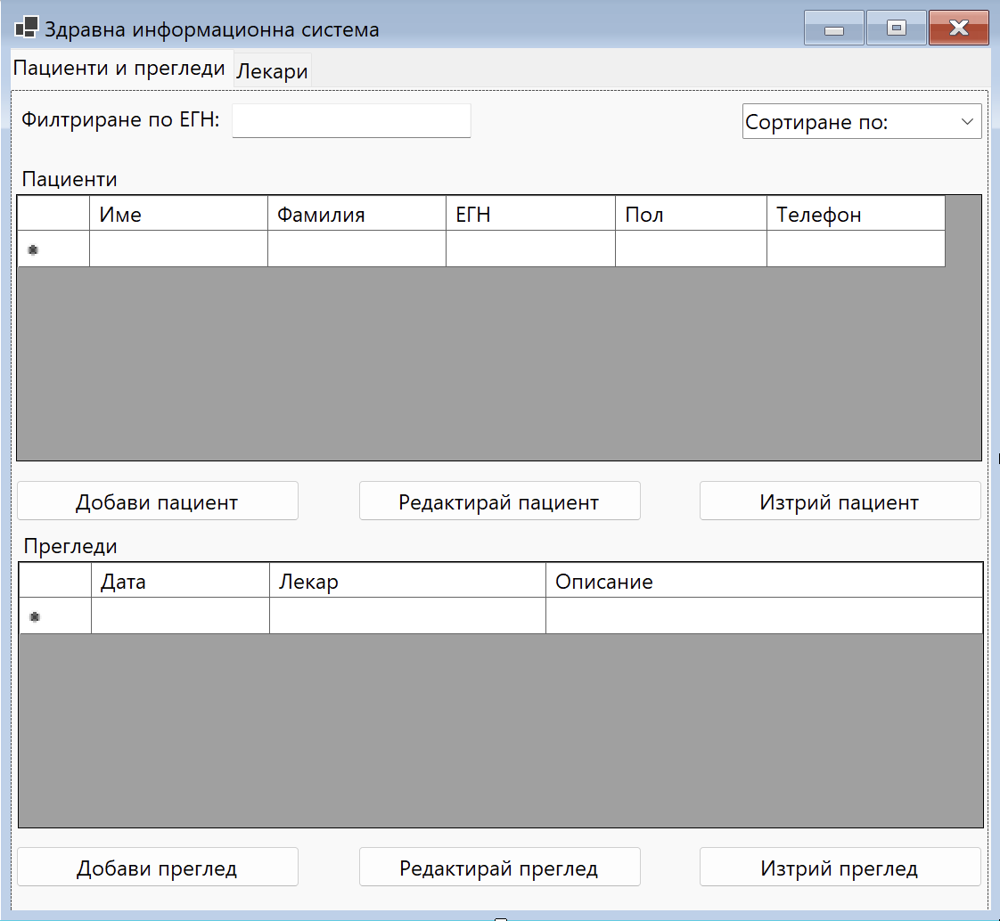 Здравна информационна система
Пациенти и прегледи Лекари
Филтриране по ЕГН: Сортиране по:
Пациенти
Име Фамилия ЕГН Пол Телефон
Добави пациент Редактирай пациент Изтрий пациент
Прегледи
Дата Лекар Описание
Добави преглед Редактирай преглед Изтрий преглед